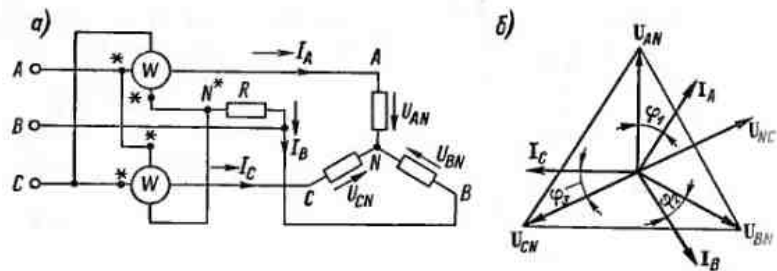 а)
A
*
W
*
I_A
A
N*
R
U_AN
B
*
I_B
N
U_BN
I_C
C
*
W
C
U_CN
B
б)
U_AN
I_A
φ₁
U_NC
I_C
φ₃
φ₂
U_CN
U_BN
I_B